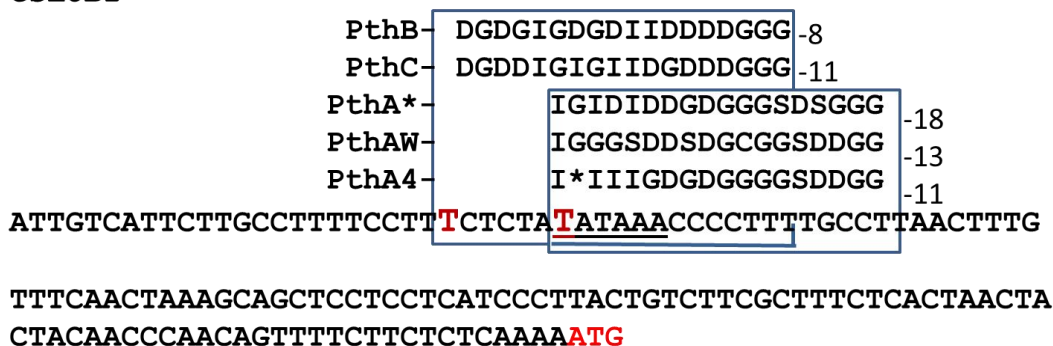 PthB- DGDGIGDGDIIDDDDGGG -8
PthC- DGDDIGIGIIDGDDDGGG -11
PthA*- IGIDIDDGDGGGSDSGGG -18
PthAW- IGGGSDDSDGCGGSDDGG -13
PthA4- I*IIIGDGDGGGGSDDGG -11
ATTGTCATTCTTGCCTTTTCCTTTCTCTATATAAACCCCTTTTGCCTTAACTTTG
TTTCAACTAAAGCAGCTCCTCCTCATCCCTTACTGTCTTCGCTTTCTCACTAACTA
CTACAACCCAACAGTTTTCTTCTCTCAAAAATG